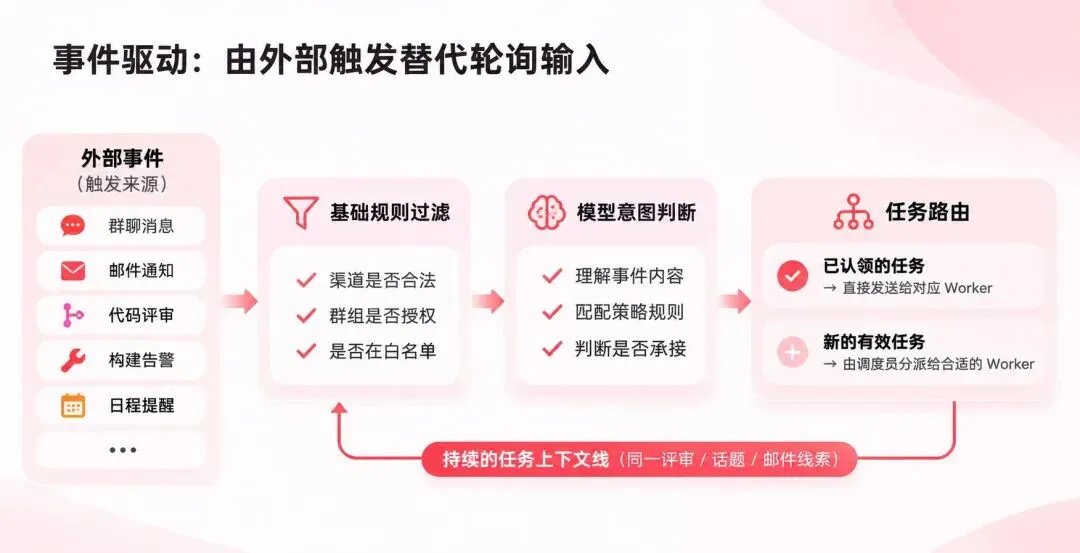 事件驱动：由外部触发替代轮询输入
外部事件
（触发来源）
群聊消息
邮件通知
代码评审
构建告警
日程提醒
•••
基础规则过滤
渠道是否合法
群组是否授权
是否在白名单
模型意图判断
理解事件内容
匹配策略规则
判断是否承接
任务路由
已认领的任务
→ 直接发送给对应 Worker
新的有效任务
→ 由调度员分派给合适的 Worker
持续的任务上下文线（同一评审 / 话题 / 邮件线索）